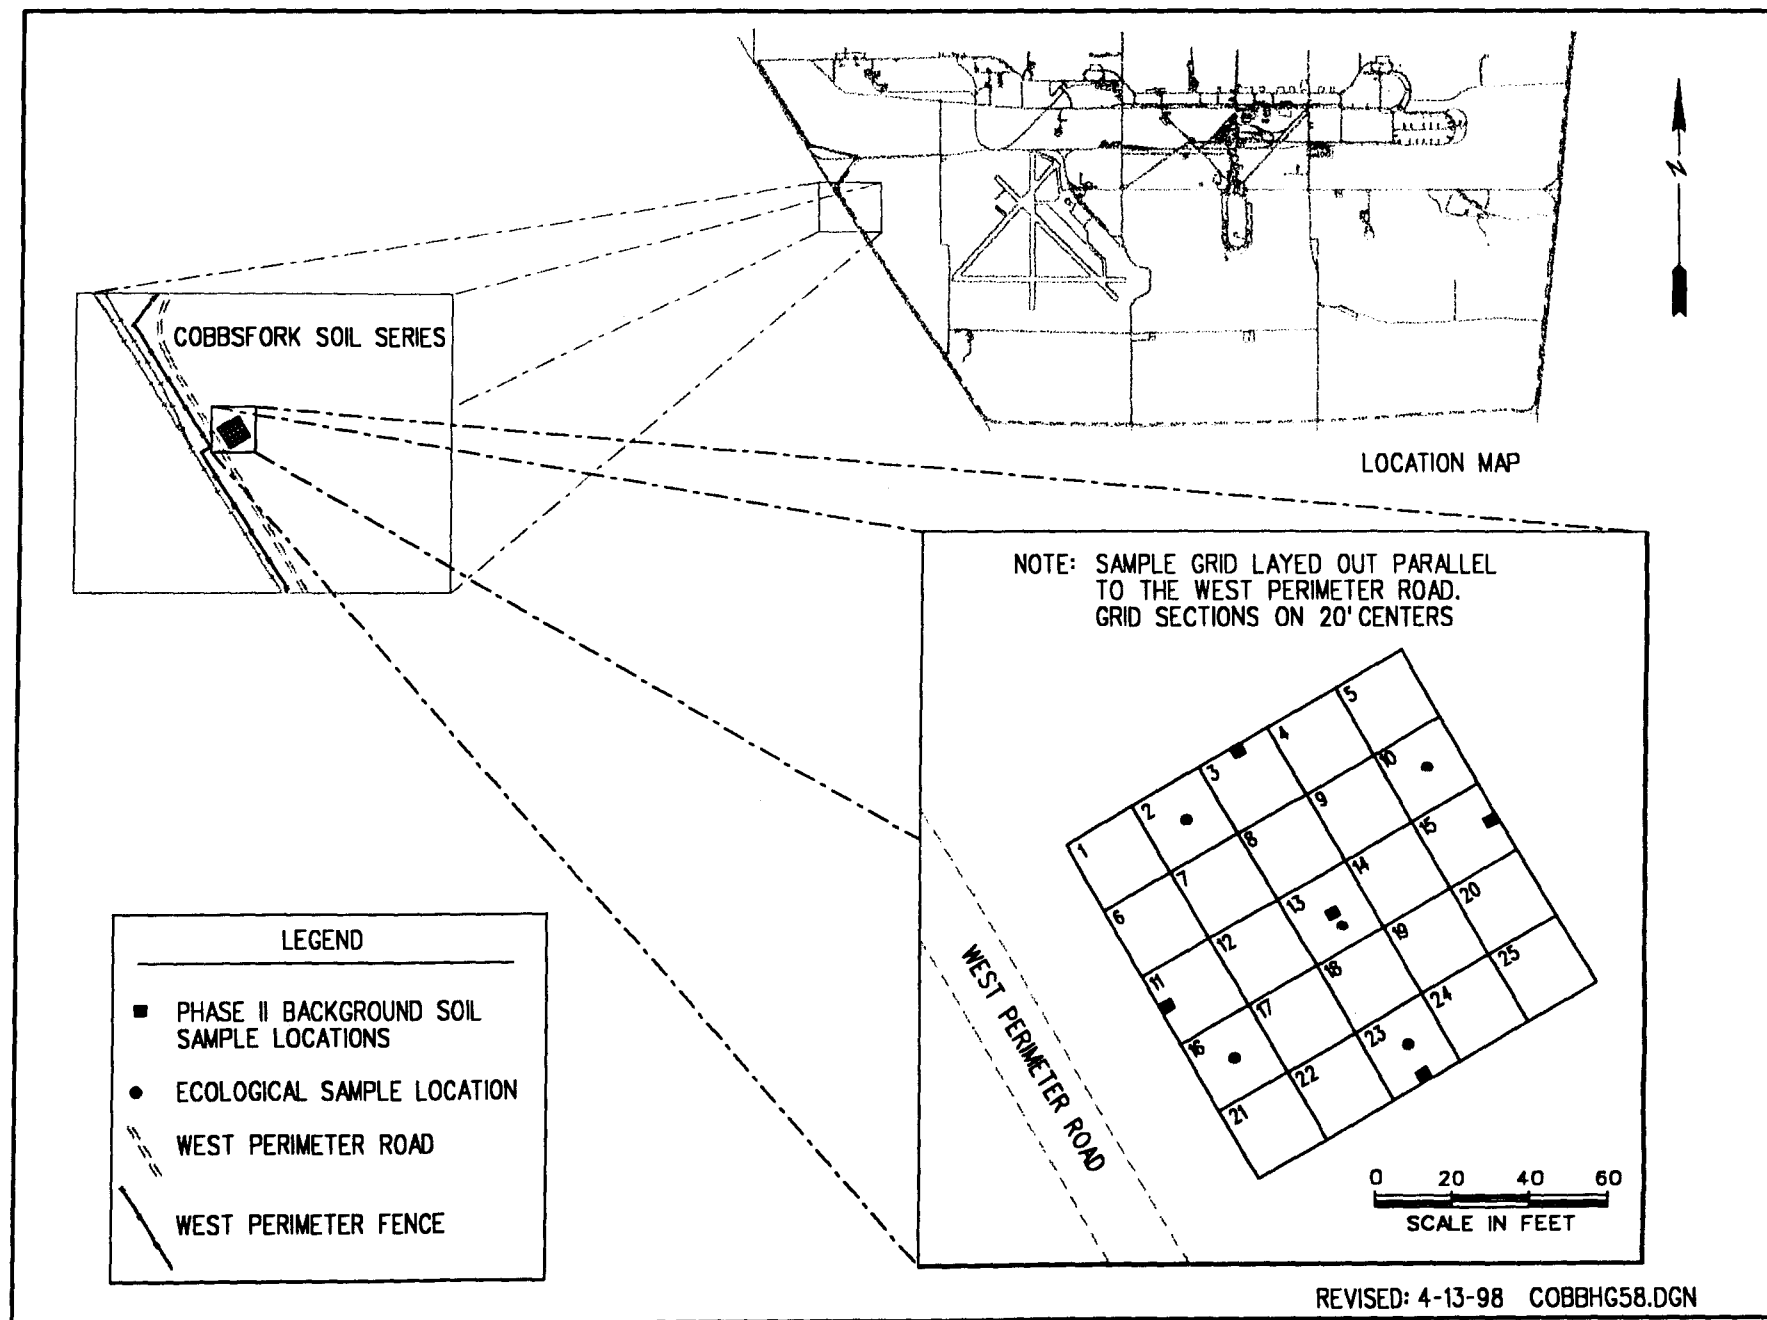 N
COBBSFORK SOIL SERIES
LOCATION MAP
NOTE: SAMPLE GRID LAYED OUT PARALLEL
TO THE WEST PERIMETER ROAD.
GRID SECTIONS ON 20' CENTERS
1
2
3
4
5
6
7
8
9
10
11
12
13
14
15
16
17
18
19
20
21
22
23
24
25
WEST PERIMETER ROAD
0 20 40 60
SCALE IN FEET
LEGEND
PHASE II BACKGROUND SOIL
SAMPLE LOCATIONS
ECOLOGICAL SAMPLE LOCATION
WEST PERIMETER ROAD
WEST PERIMETER FENCE
REVISED: 4-13-98 COBBHG58.DGN